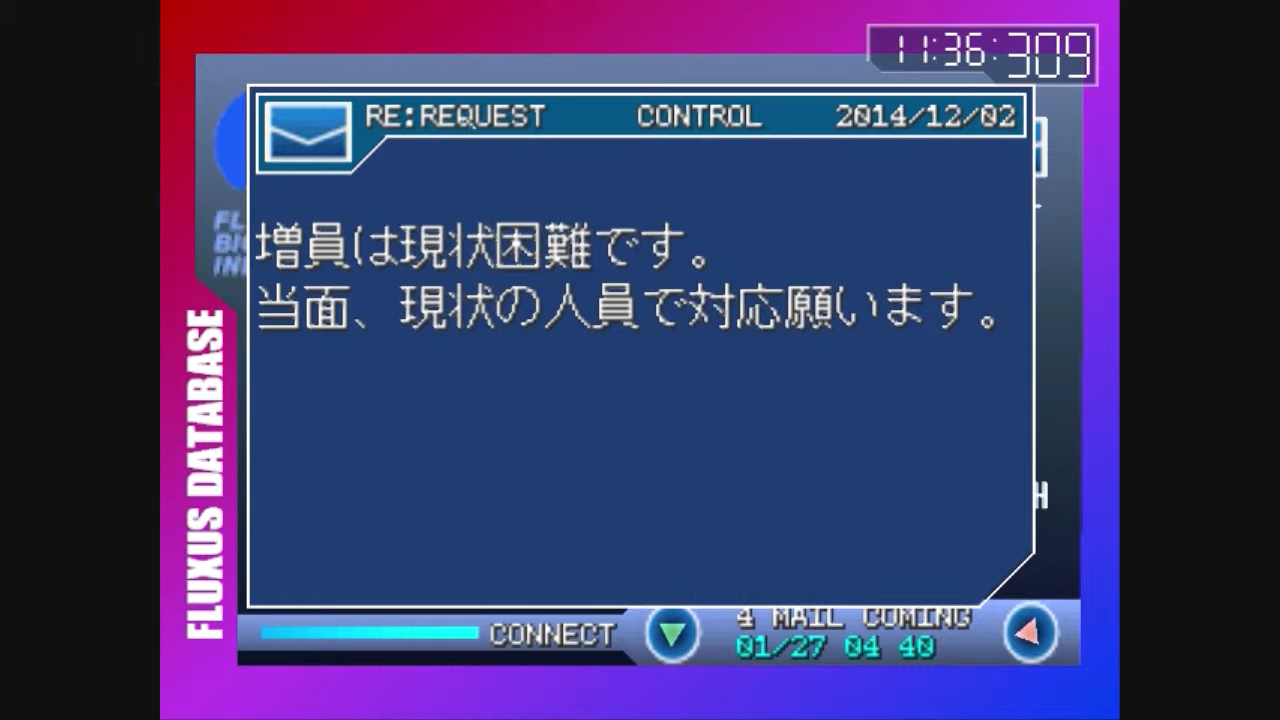 11:36:309
RE:REQUEST CONTROL 2014/12/02
増員は現状困難です。
当面、現状の人員で対応願います。
FLUXUS DATABASE
CONNECT
4 MAIL COMING
01/27 04 40